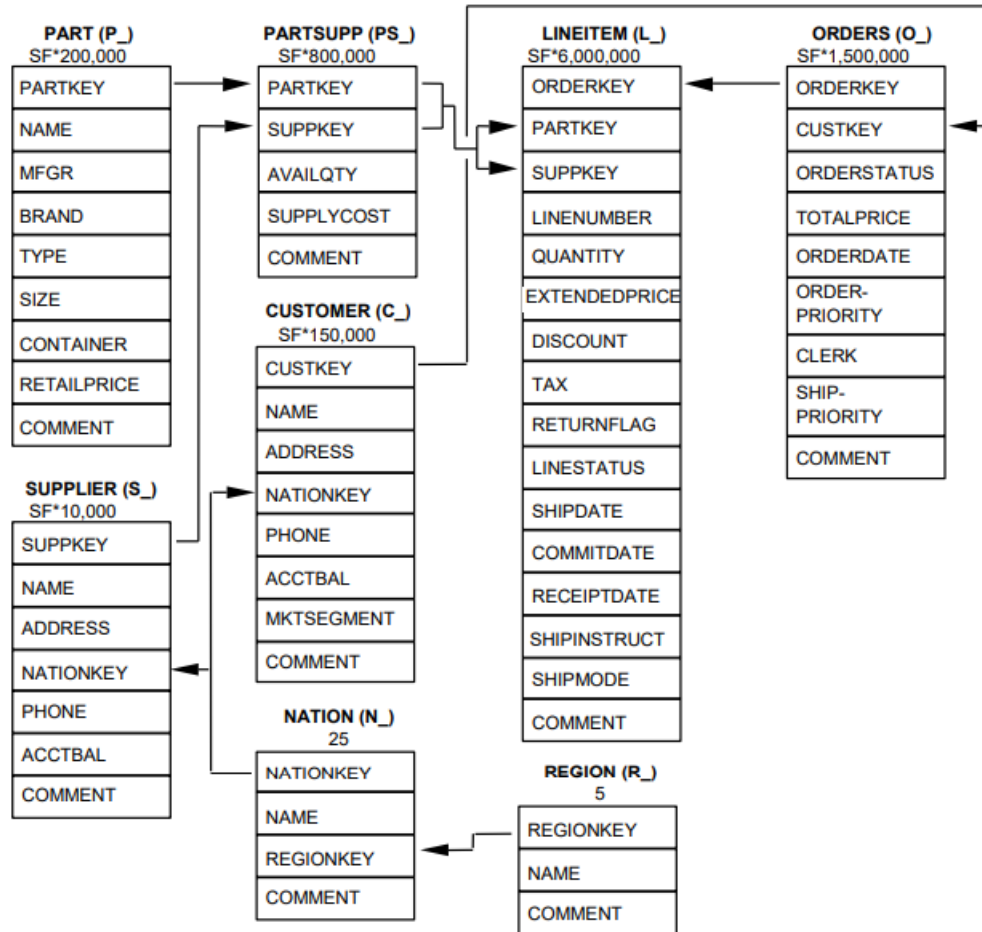 PART (P_)
SF*200,000
PARTKEY
NAME
MFGR
BRAND
TYPE
SIZE
CONTAINER
RETAILPRICE
COMMENT
SUPPLIER (S_)
SF*10,000
SUPPKEY
NAME
ADDRESS
NATIONKEY
PHONE
ACCTBAL
COMMENT
PARTSUPP (PS_)
SF*800,000
PARTKEY
SUPPKEY
AVAILQTY
SUPPLYCOST
COMMENT
CUSTOMER (C_)
SF*150,000
CUSTKEY
NAME
ADDRESS
NATIONKEY
PHONE
ACCTBAL
MKTSEGMENT
COMMENT
NATION (N_)
25
NATIONKEY
NAME
REGIONKEY
COMMENT
LINEITEM (L_)
SF*6,000,000
ORDERKEY
PARTKEY
SUPPKEY
LINENUMBER
QUANTITY
EXTENDEDPRICE
DISCOUNT
TAX
RETURNFLAG
LINESTATUS
SHIPDATE
COMMITDATE
RECEIPTDATE
SHIPINSTRUCT
SHIPMODE
COMMENT
REGION (R_)
5
REGIONKEY
NAME
COMMENT
ORDERS (O_)
SF*1,500,000
ORDERKEY
CUSTKEY
ORDERSTATUS
TOTALPRICE
ORDERDATE
ORDER-
PRIORITY
CLERK
SHIP-
PRIORITY
COMMENT